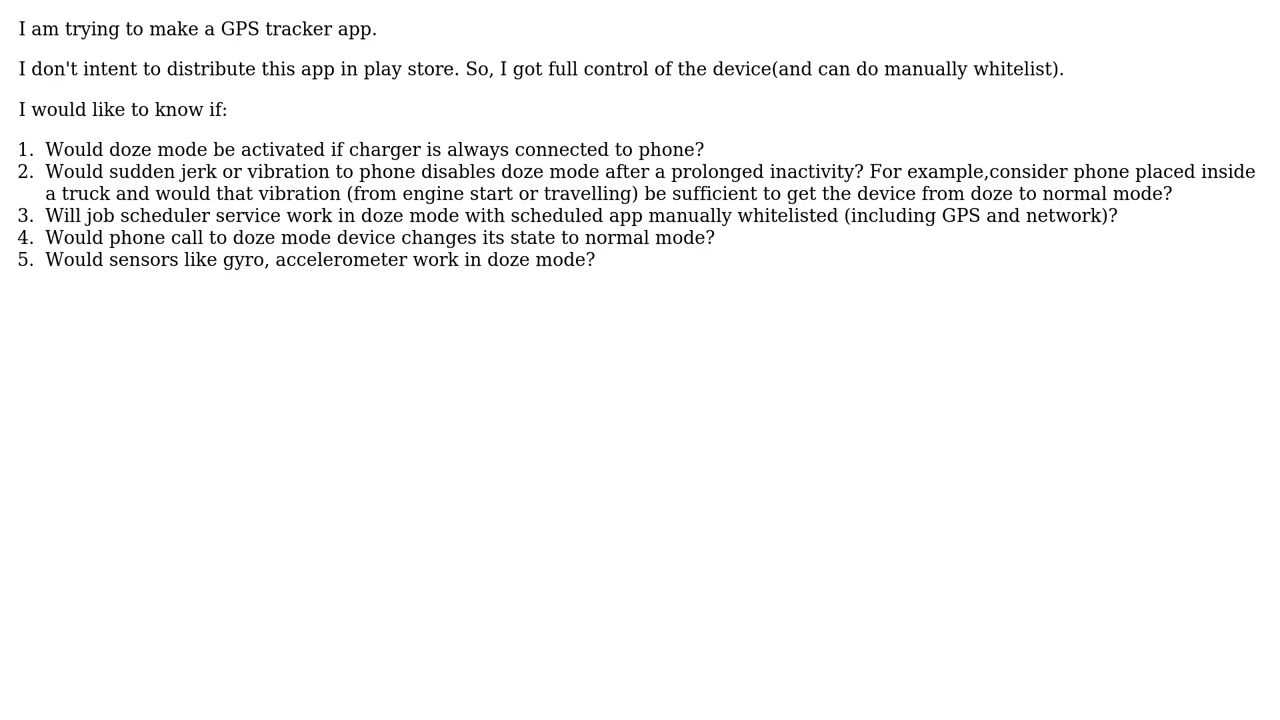 I am trying to make a GPS tracker app.
I don't intent to distribute this app in play store. So, I got full control of the device(and can do manually whitelist).
I would like to know if:
1. Would doze mode be activated if charger is always connected to phone?
2. Would sudden jerk or vibration to phone disables doze mode after a prolonged inactivity? For example,consider phone placed inside
a truck and would that vibration (from engine start or travelling) be sufficient to get the device from doze to normal mode?
3. Will job scheduler service work in doze mode with scheduled app manually whitelisted (including GPS and network)?
4. Would phone call to doze mode device changes its state to normal mode?
5. Would sensors like gyro, accelerometer work in doze mode?